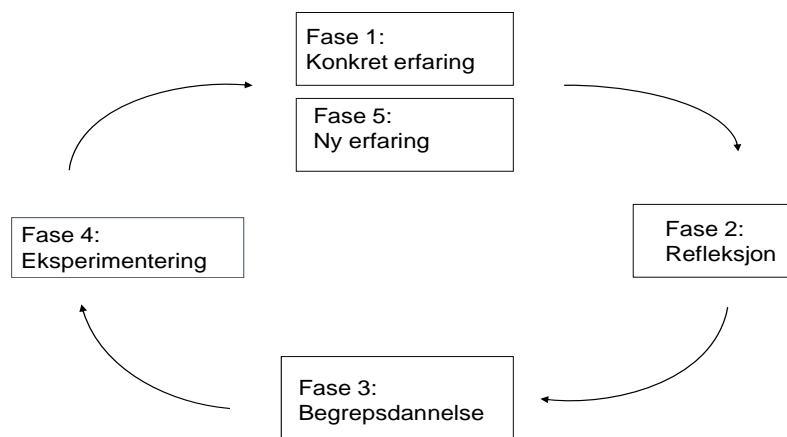 Fase 1:
Konkret erfaring
Fase 5:
Ny erfaring
Fase 2:
Refleksjon
Fase 3:
Begrepsdannelse
Fase 4:
Eksperimentering